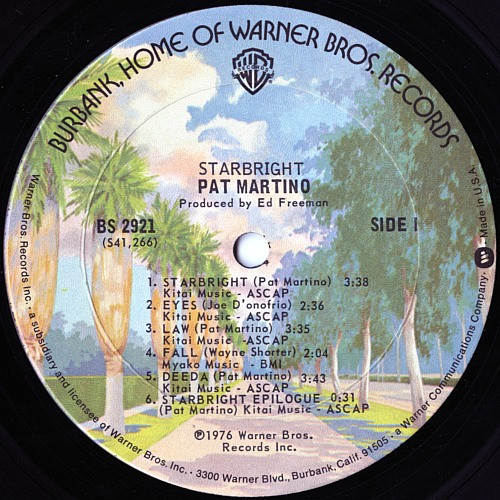 BURBANK, HOME OF WARNER BROS. RECORDS
WB
RECORDS
STARBRIGHT
PAT MARTINO
Produced by Ed Freeman
BS 2921
(S41,266)
SIDE I
1. STARBRIGHT (Pat Martino) 3:38
Kitai Music - ASCAP
2. EYES (Joe D'onofrio) 2:36
Kitai Music - ASCAP
3. LAW (Pat Martino) 3:35
Kitai Music - ASCAP
4. FALL (Wayne Shorter) 2:04
Myako Music - BMI
5. DEEDA (Pat Martino) 3:43
Kitai Music - ASCAP
6. STARBRIGHT EPILOGUE 0:31
(Pat Martino) Kitai Music - ASCAP
℗1976 Warner Bros.
Records Inc.
Warner Bros. Records Inc. · a subsidiary and licensee of Warner Bros. Inc. · 3300 Warner Blvd., Burbank, Calif. 91505 · a Warner Communications Company · Made in U.S.A.